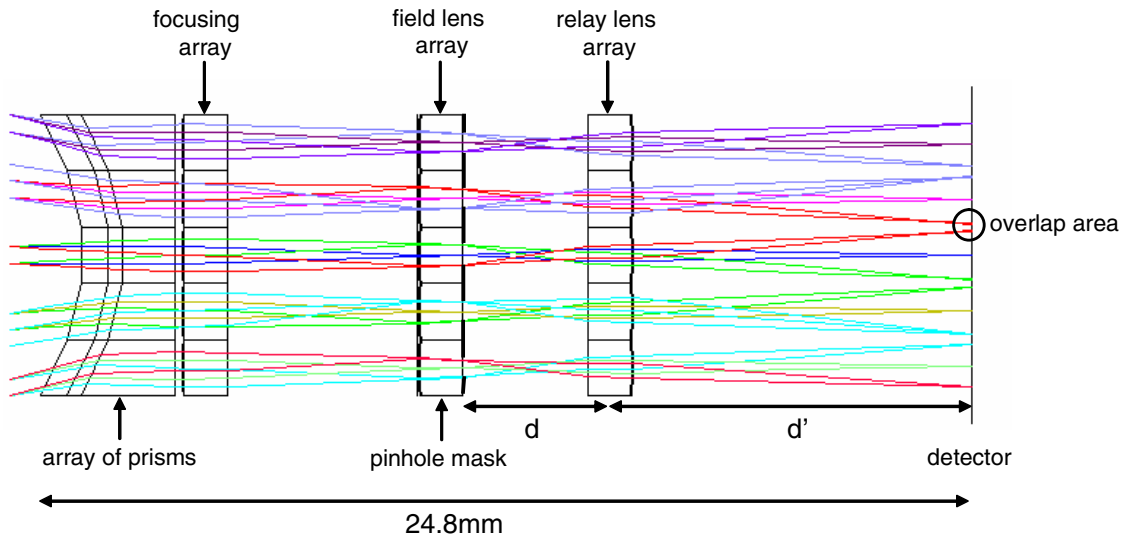 focusing
array
field lens
array
relay lens
array
overlap area
d
d’
array of prisms
pinhole mask
detector
24.8mm